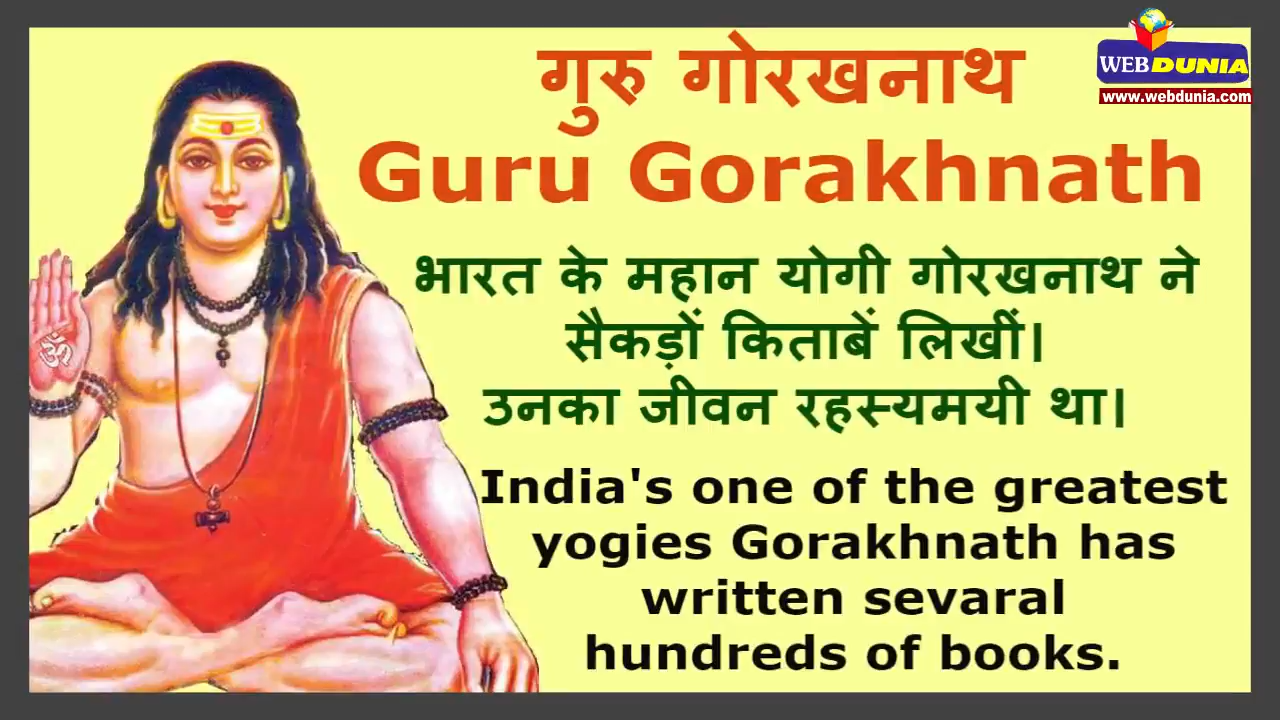 गुरु गोरखनाथ
WEBDUNIA
www.webdunia.com
Guru Gorakhnath
भारत के महान योगी गोरखनाथ ने
सैकड़ों किताबें लिखीं।
उनका जीवन रहस्यमयी था।
India's one of the greatest
yogies Gorakhnath has
written sevaral
hundreds of books.
ॐ